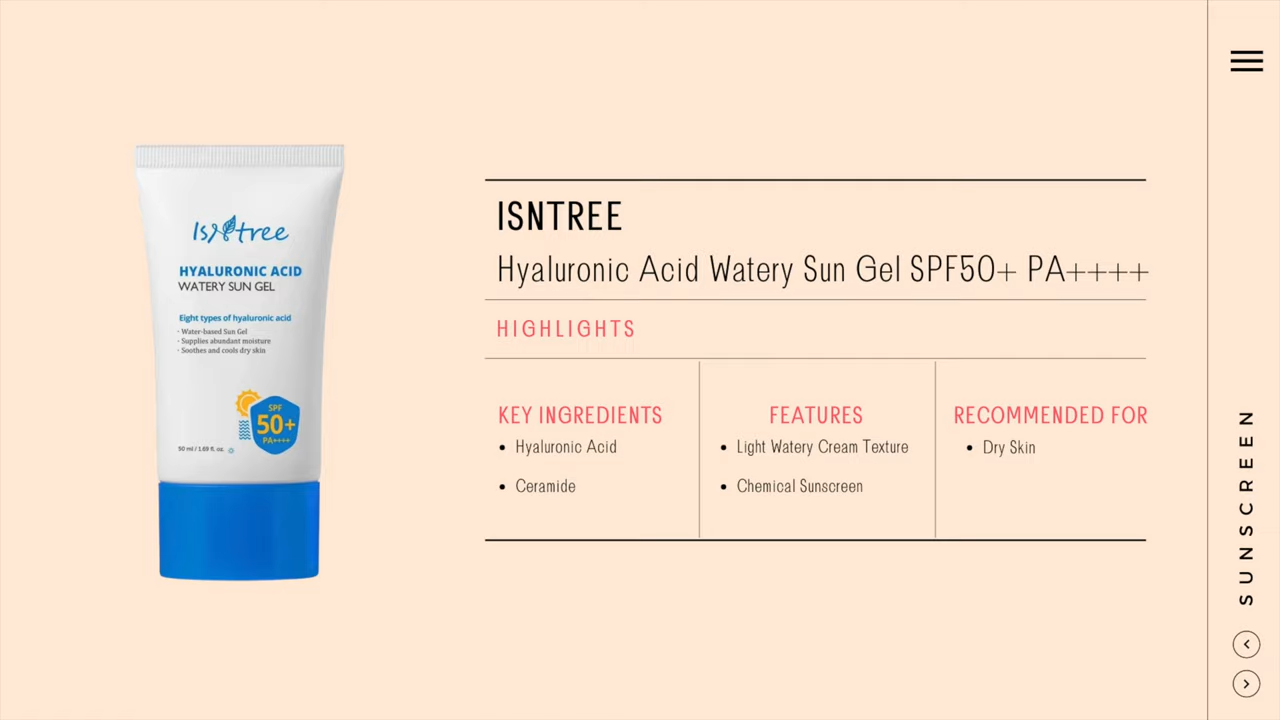 Isntree
HYALURONIC ACID
WATERY SUN GEL
Eight types of hyaluronic acid
· Water-based Sun Gel
· Supplies abundant moisture
· Soothes and cools dry skin
SPF
50+
PA++++
50 ml / 1.69 fl. oz.
ISNTREE
Hyaluronic Acid Watery Sun Gel SPF50+ PA++++
HIGHLIGHTS
KEY INGREDIENTS
• Hyaluronic Acid
• Ceramide
FEATURES
• Light Watery Cream Texture
• Chemical Sunscreen
RECOMMENDED FOR
• Dry Skin
SUNSCREEN